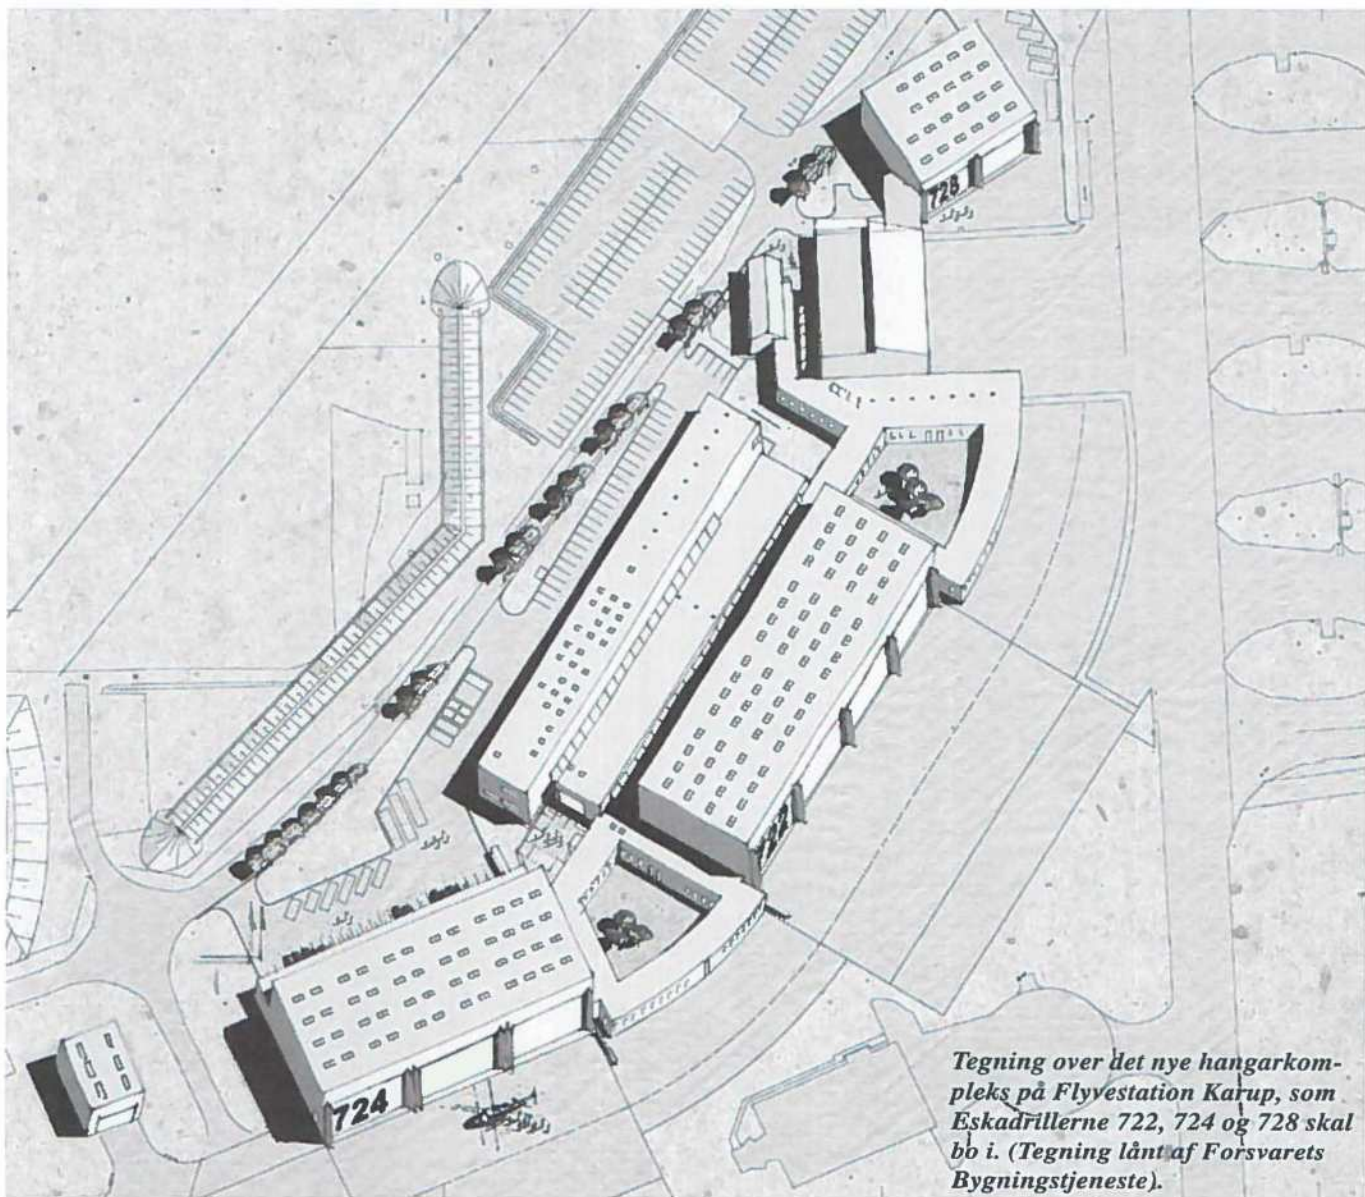 728
722
724
Tegning over det nye hangarkom-
pleks på Flyvestation Karup, som
Eskadrillerne 722, 724 og 728 skal
bo i. (Tegning lånt af Forsvarets
Bygningstjeneste).